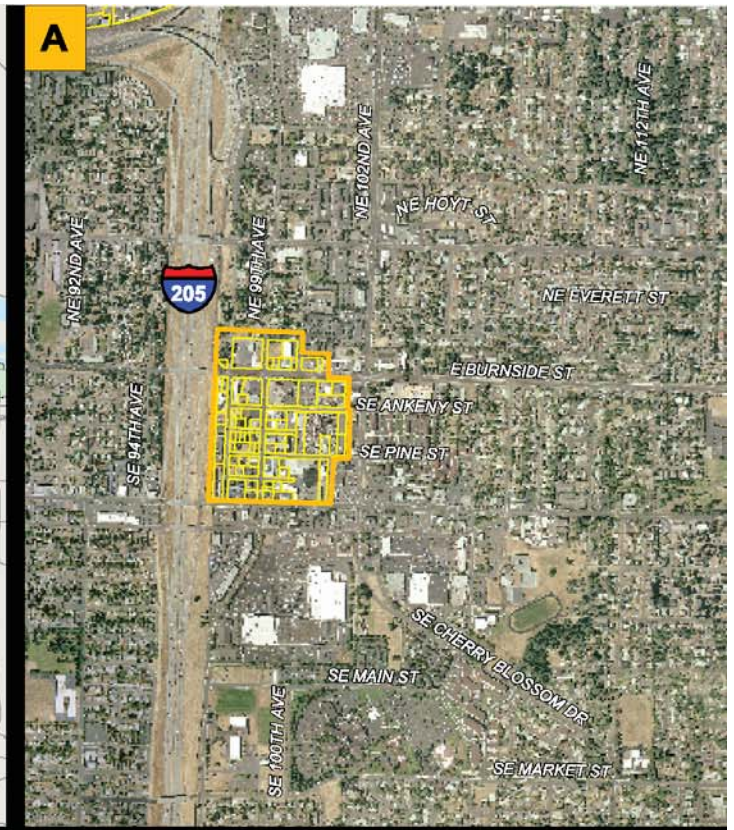 A
NE 112TH AVE
NE 102ND AVE
NE HOYT ST
NE 92ND AVE
NE 99TH AVE
205
NE EVERETT ST
E BURNSIDE ST
SE 94TH AVE
SE ANKENY ST
SE PINE ST
SE CHERRY BLOSSOM DR
SE MAIN ST
SE 100TH AVE
SE MARKET ST